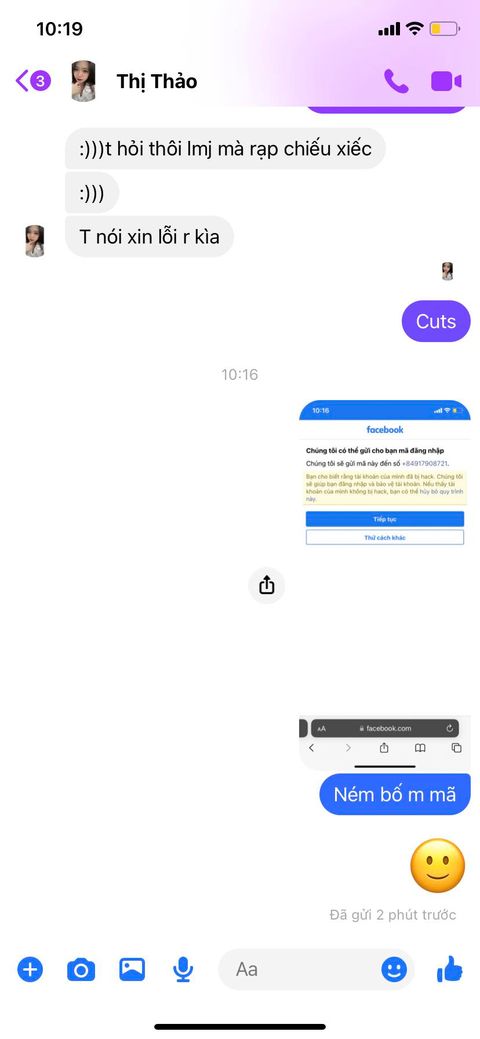 10:19
3
Thị Thảo
:)))t hỏi thôi lmj mà rạp chiếu xiếc
:)))
T nói xin lỗi r kìa
Cuts
10:16
10:16
facebook
Chúng tôi có thể gửi cho bạn mã đăng nhập
Chúng tôi sẽ gửi mã này đến số +84917908721.
Bạn cho biết rằng tài khoản của mình đã bị hack. Chúng tôi
sẽ giúp bạn đăng nhập và bảo vệ tài khoản. Nếu thấy tài
khoản của mình không bị hack, bạn có thể hủy bỏ quy trình
này.
Tiếp tục
Thử cách khác
AA
facebook.com
Ném bố m mã
Đã gửi 2 phút trước
Aa